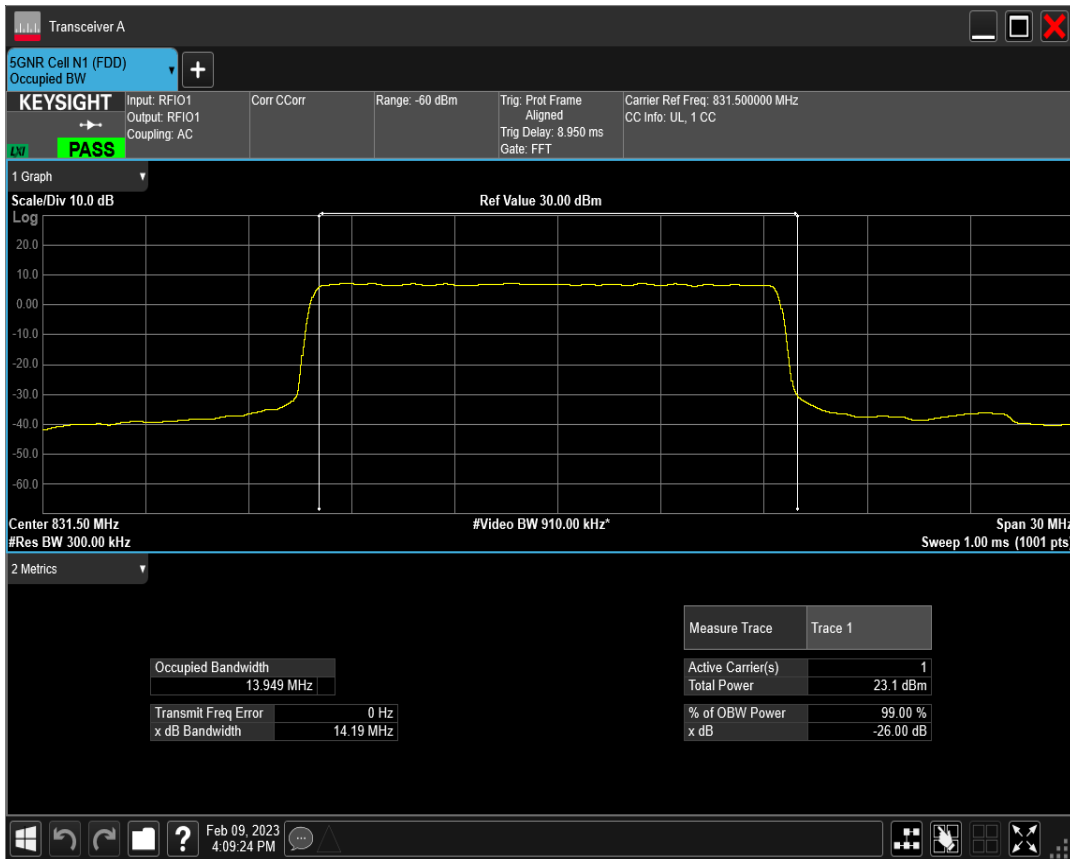 Transceiver A
5GNR Cell N1 (FDD)
Occupied BW
+
KEYSIGHT
LXI
PASS
Input: RFIO1
Output: RFIO1
Coupling: AC
Corr CCorr
Range: -60 dBm
Trig: Prot Frame
Aligned
Trig Delay: 8.950 ms
Gate: FFT
Carrier Ref Freq: 831.500000 MHz
CC Info: UL, 1 CC
1 Graph
Scale/Div 10.0 dB
Ref Value 30.00 dBm
Log
20.0
10.0
0.00
-10.0
-20.0
-30.0
-40.0
-50.0
-60.0
Center 831.50 MHz
#Video BW 910.00 kHz*
Span 30 MHz
#Res BW 300.00 kHz
Sweep 1.00 ms (1001 pts)
2 Metrics
Measure Trace Trace 1
Occupied Bandwidth
13.949 MHz
Active Carrier(s) 1
Total Power 23.1 dBm
Transmit Freq Error 0 Hz
x dB Bandwidth 14.19 MHz
% of OBW Power 99.00 %
x dB -26.00 dB
?
Feb 09, 2023
4:09:24 PM